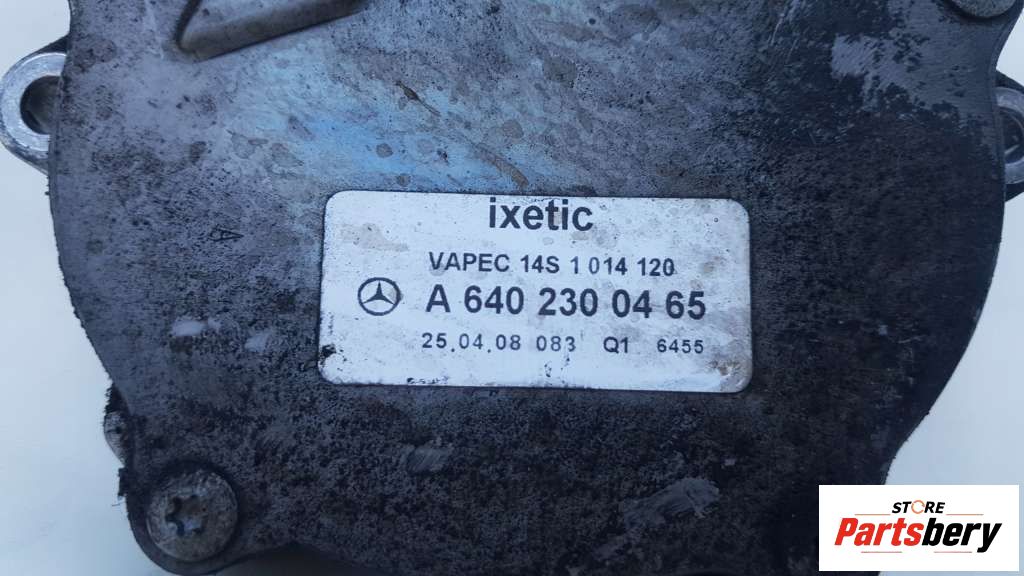 ixetic
VAPEC 14S 1 014 120
A 640 230 04 65
25.04.08 083 Q1 6455
STORE
Partsbery